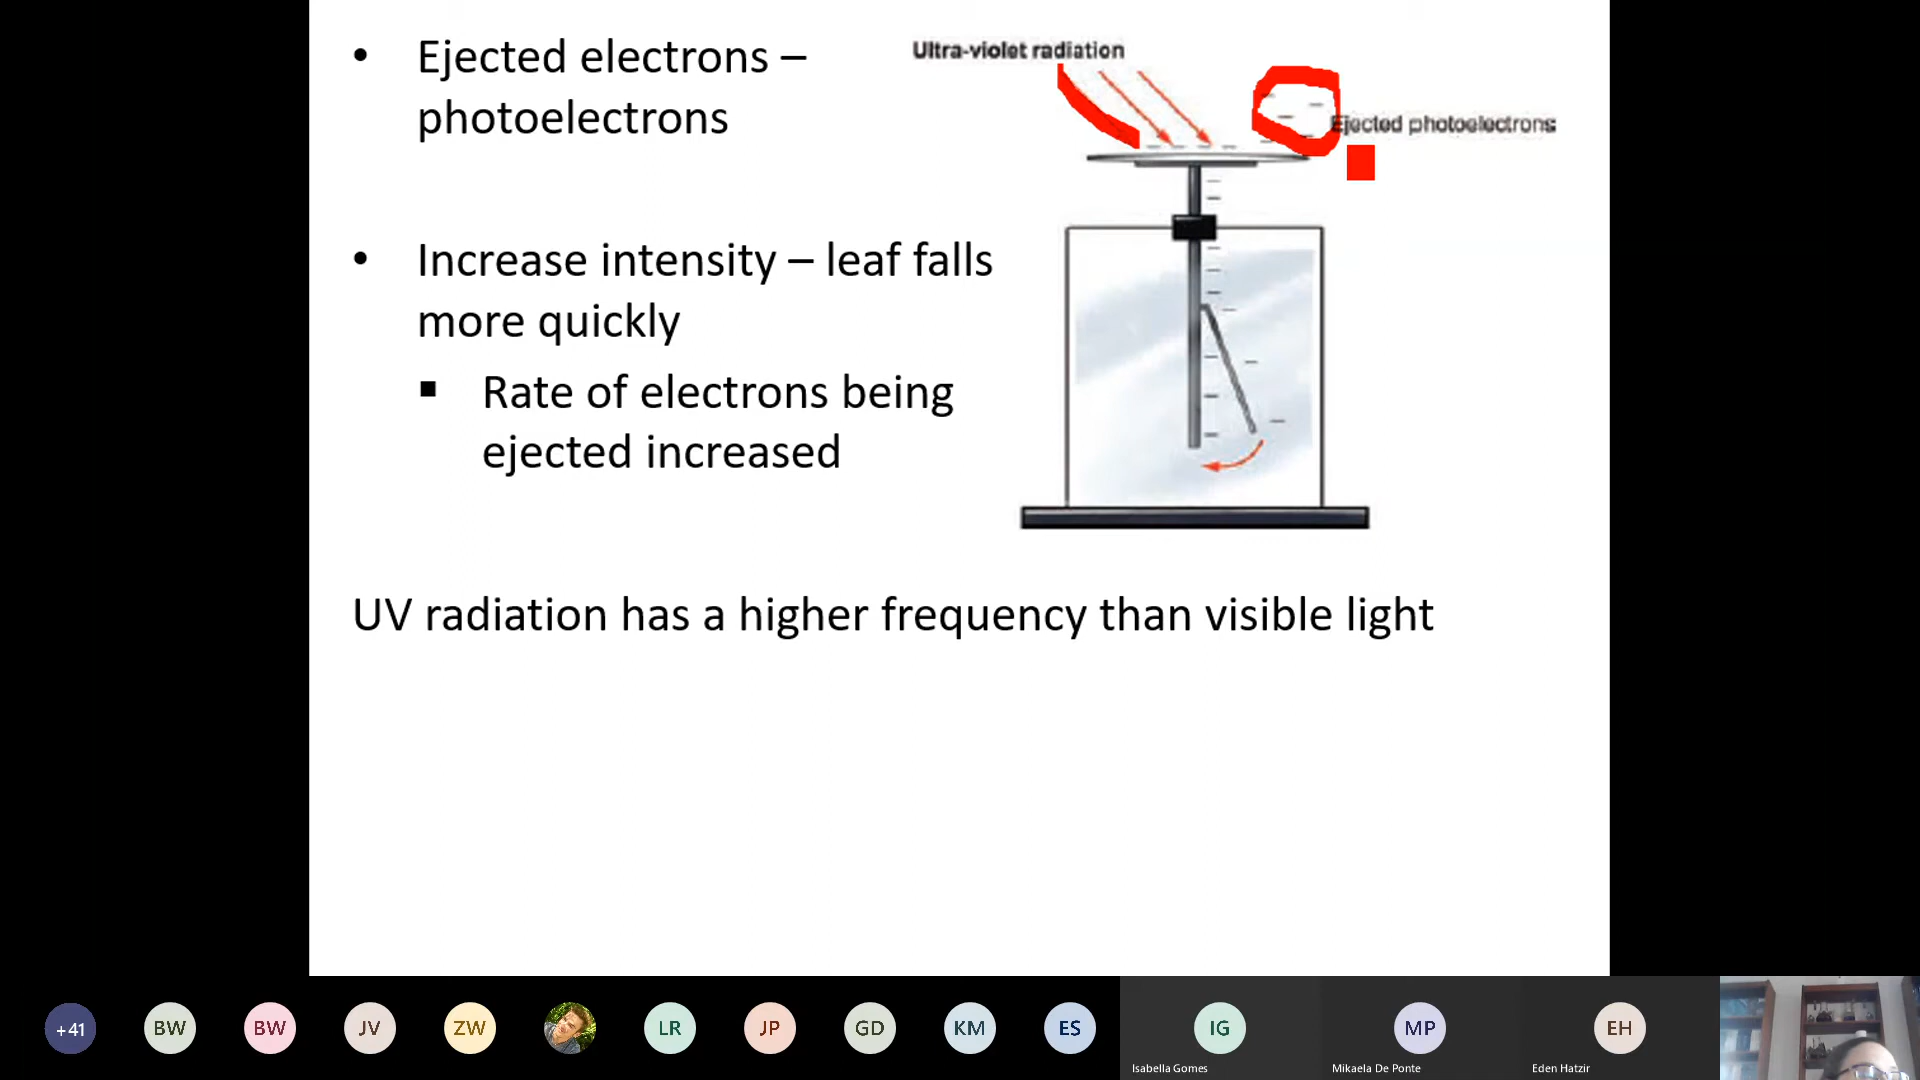 • Ejected electrons –
photoelectrons
Ultra-violet radiation
Ejected photoelectrons
• Increase intensity – leaf falls
more quickly
▪ Rate of electrons being
ejected increased
UV radiation has a higher frequency than visible light
+41
BW
BW
JV
ZW
LR
JP
GD
KM
ES
IG
MP
EH
Isabella Gomes
Mikaela De Ponte
Eden Hatzir